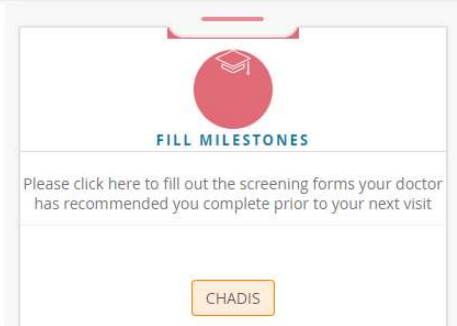 FILL MILESTONES
Please click here to fill out the screening forms your doctor
has recommended you complete prior to your next visit
CHADIS